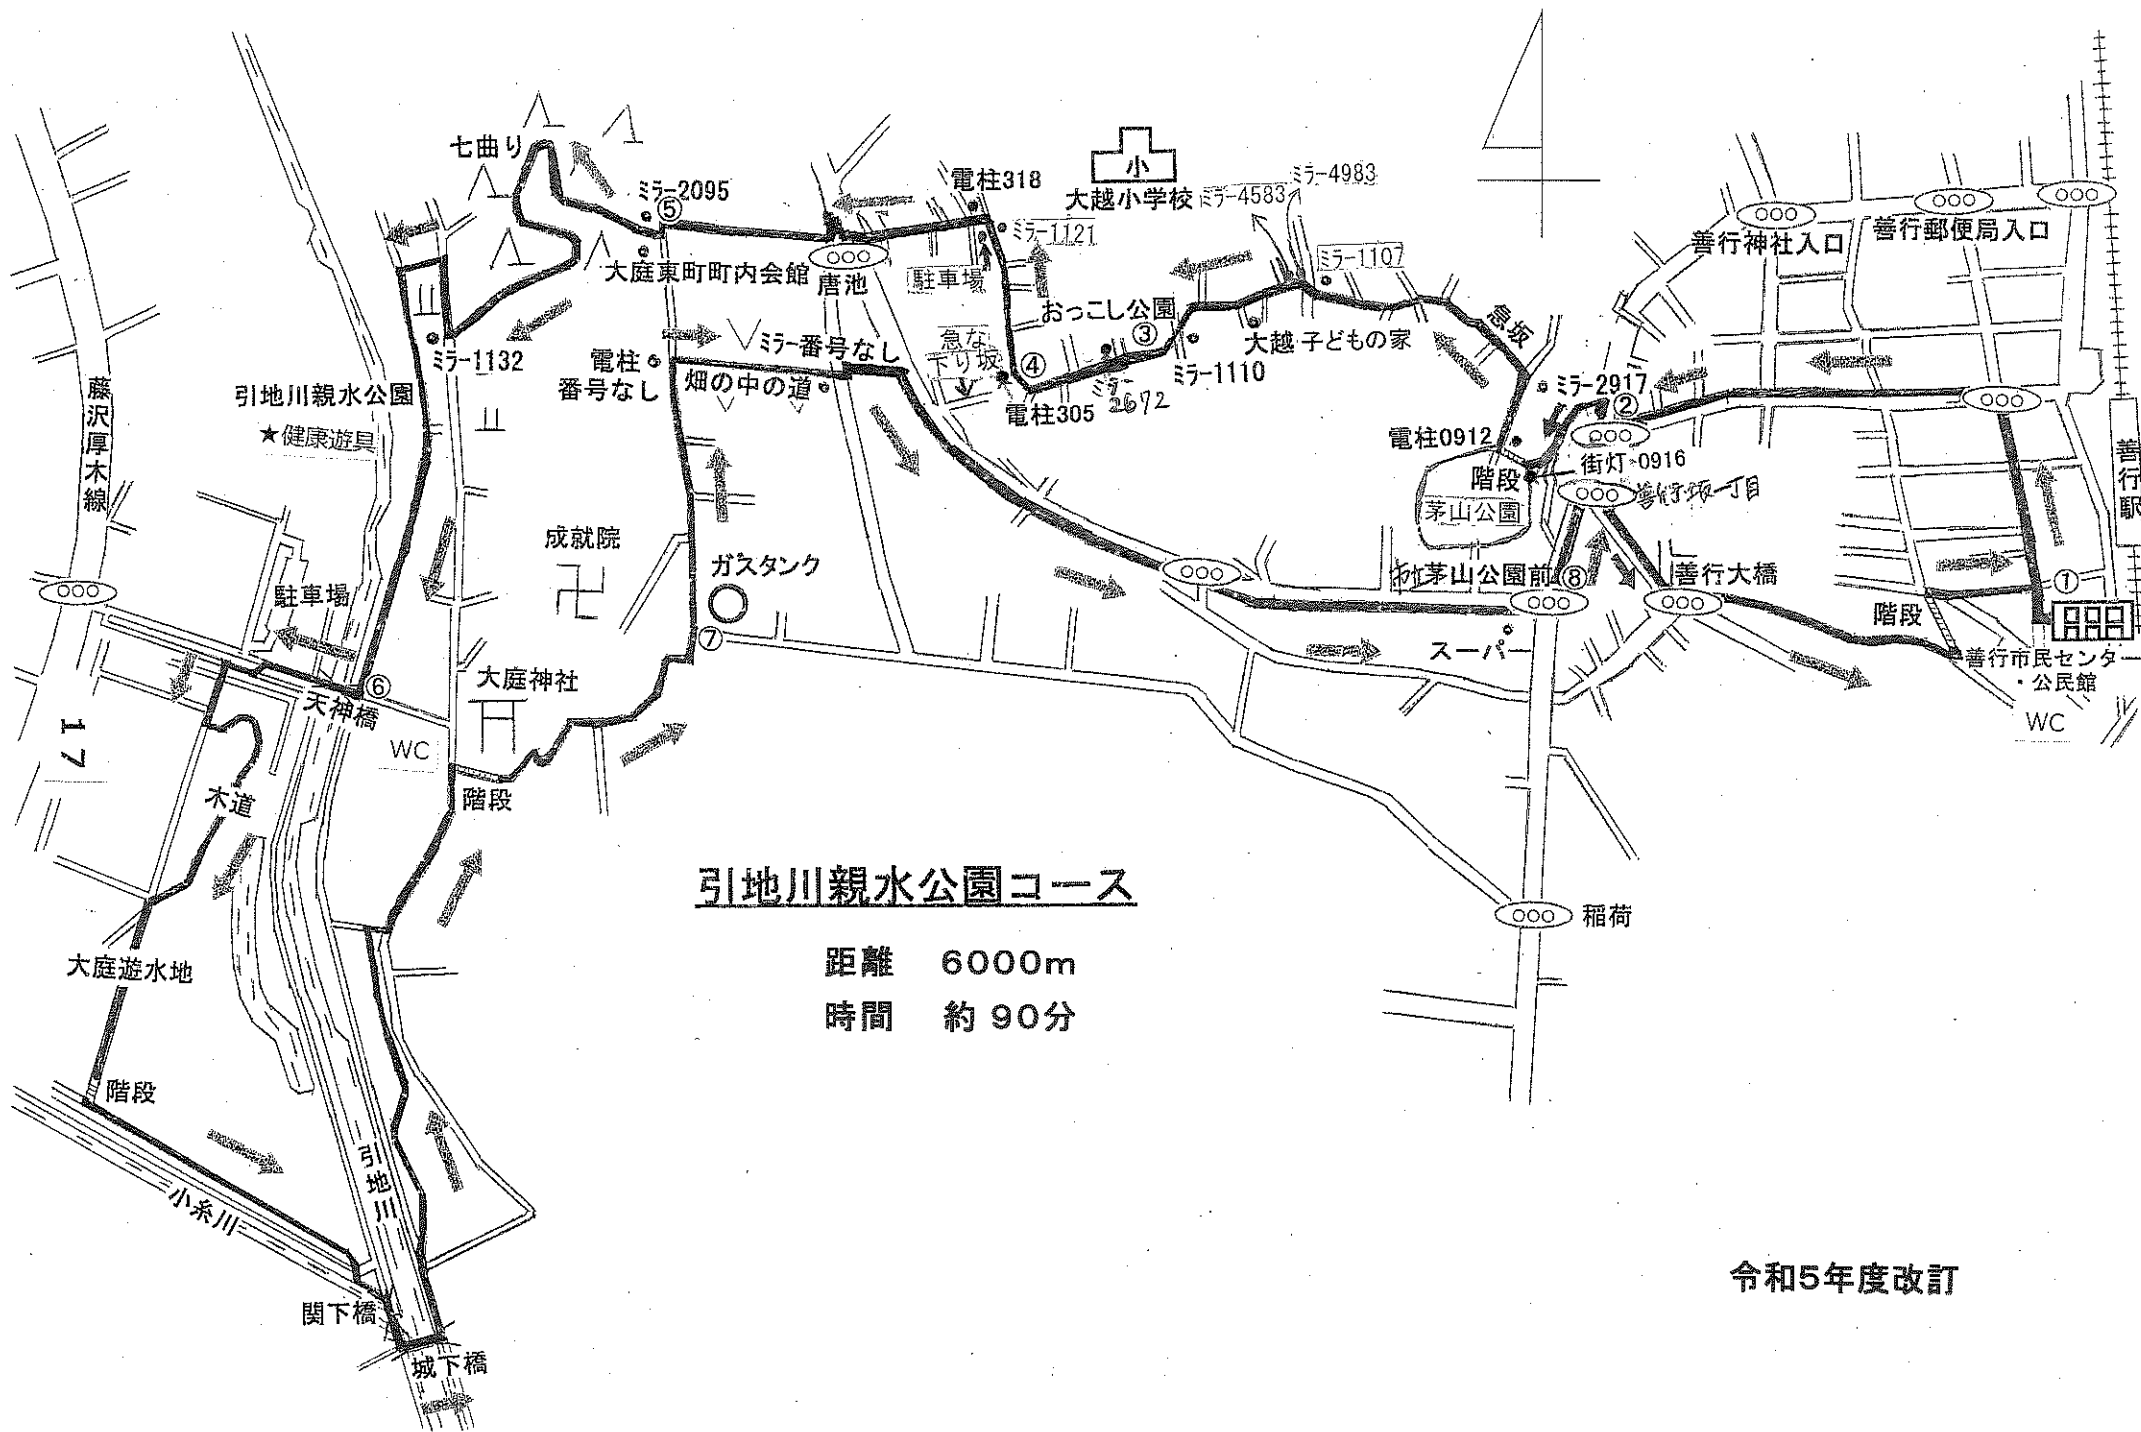 七曲り
ミラー2095
⑤
大庭東町町内会館
電柱318
ミラー1121
駐車場
唐池
小
大越小学校
ミラー4583
ミラー4983
ミラー1107
おっこし公園
③
大越子どもの家
ミラー1110
ミラー
2672
急な
下り坂
④
電柱305
急坂
ミラー2917
②
電柱0912
街灯0916
階段
茅山公園
善行坂一丁目
善行神社入口
善行郵便局入口
善行駅
①
善行市民センター
・公民館
WC
階段
善行大橋
茅山公園前
⑧
スーパー
稲荷
ミラー1132
引地川親水公園
★健康遊具
藤沢厚木線
電柱
番号なし
ミラー番号なし
畑の中の道
成就院
ガスタンク
⑦
駐車場
⑥
天神橋
大庭神社
WC
階段
木道
17
大庭遊水地
階段
小糸川
引地川
関下橋
城下橋
引地川親水公園コース
距離 6000m
時間 約90分
令和5年度改訂